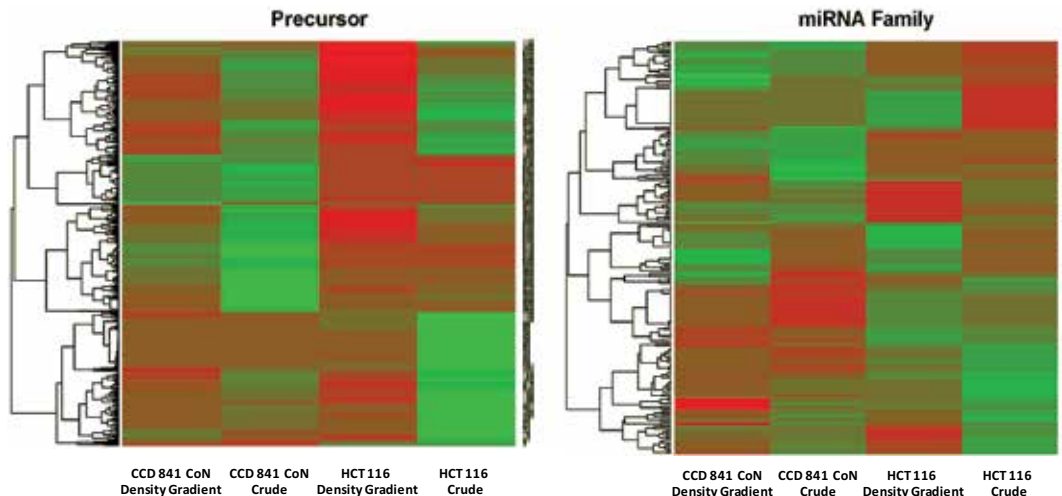 Precursor
miRNA Family
CCD 841 CoN
Density Gradient
CCD 841 CoN
Crude
HCT 116
Density Gradient
HCT 116
Crude
CCD 841 CoN
Density Gradient
CCD 841 CoN
Crude
HCT 116
Density Gradient
HCT 116
Crude